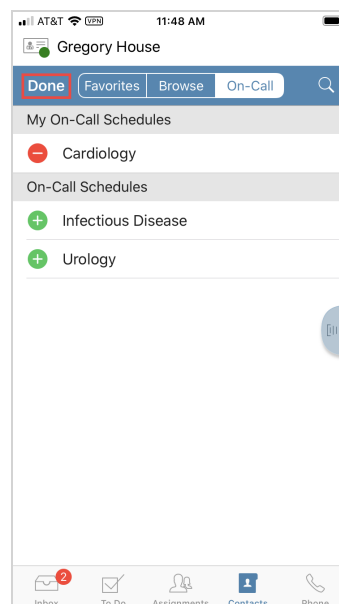 AT&T VPN 11:48 AM
Gregory House
Done Favorites Browse On-Call
My On-Call Schedules
Cardiology
On-Call Schedules
Infectious Disease
Urology
2
Inbox To Do Assignments Contacts Phone